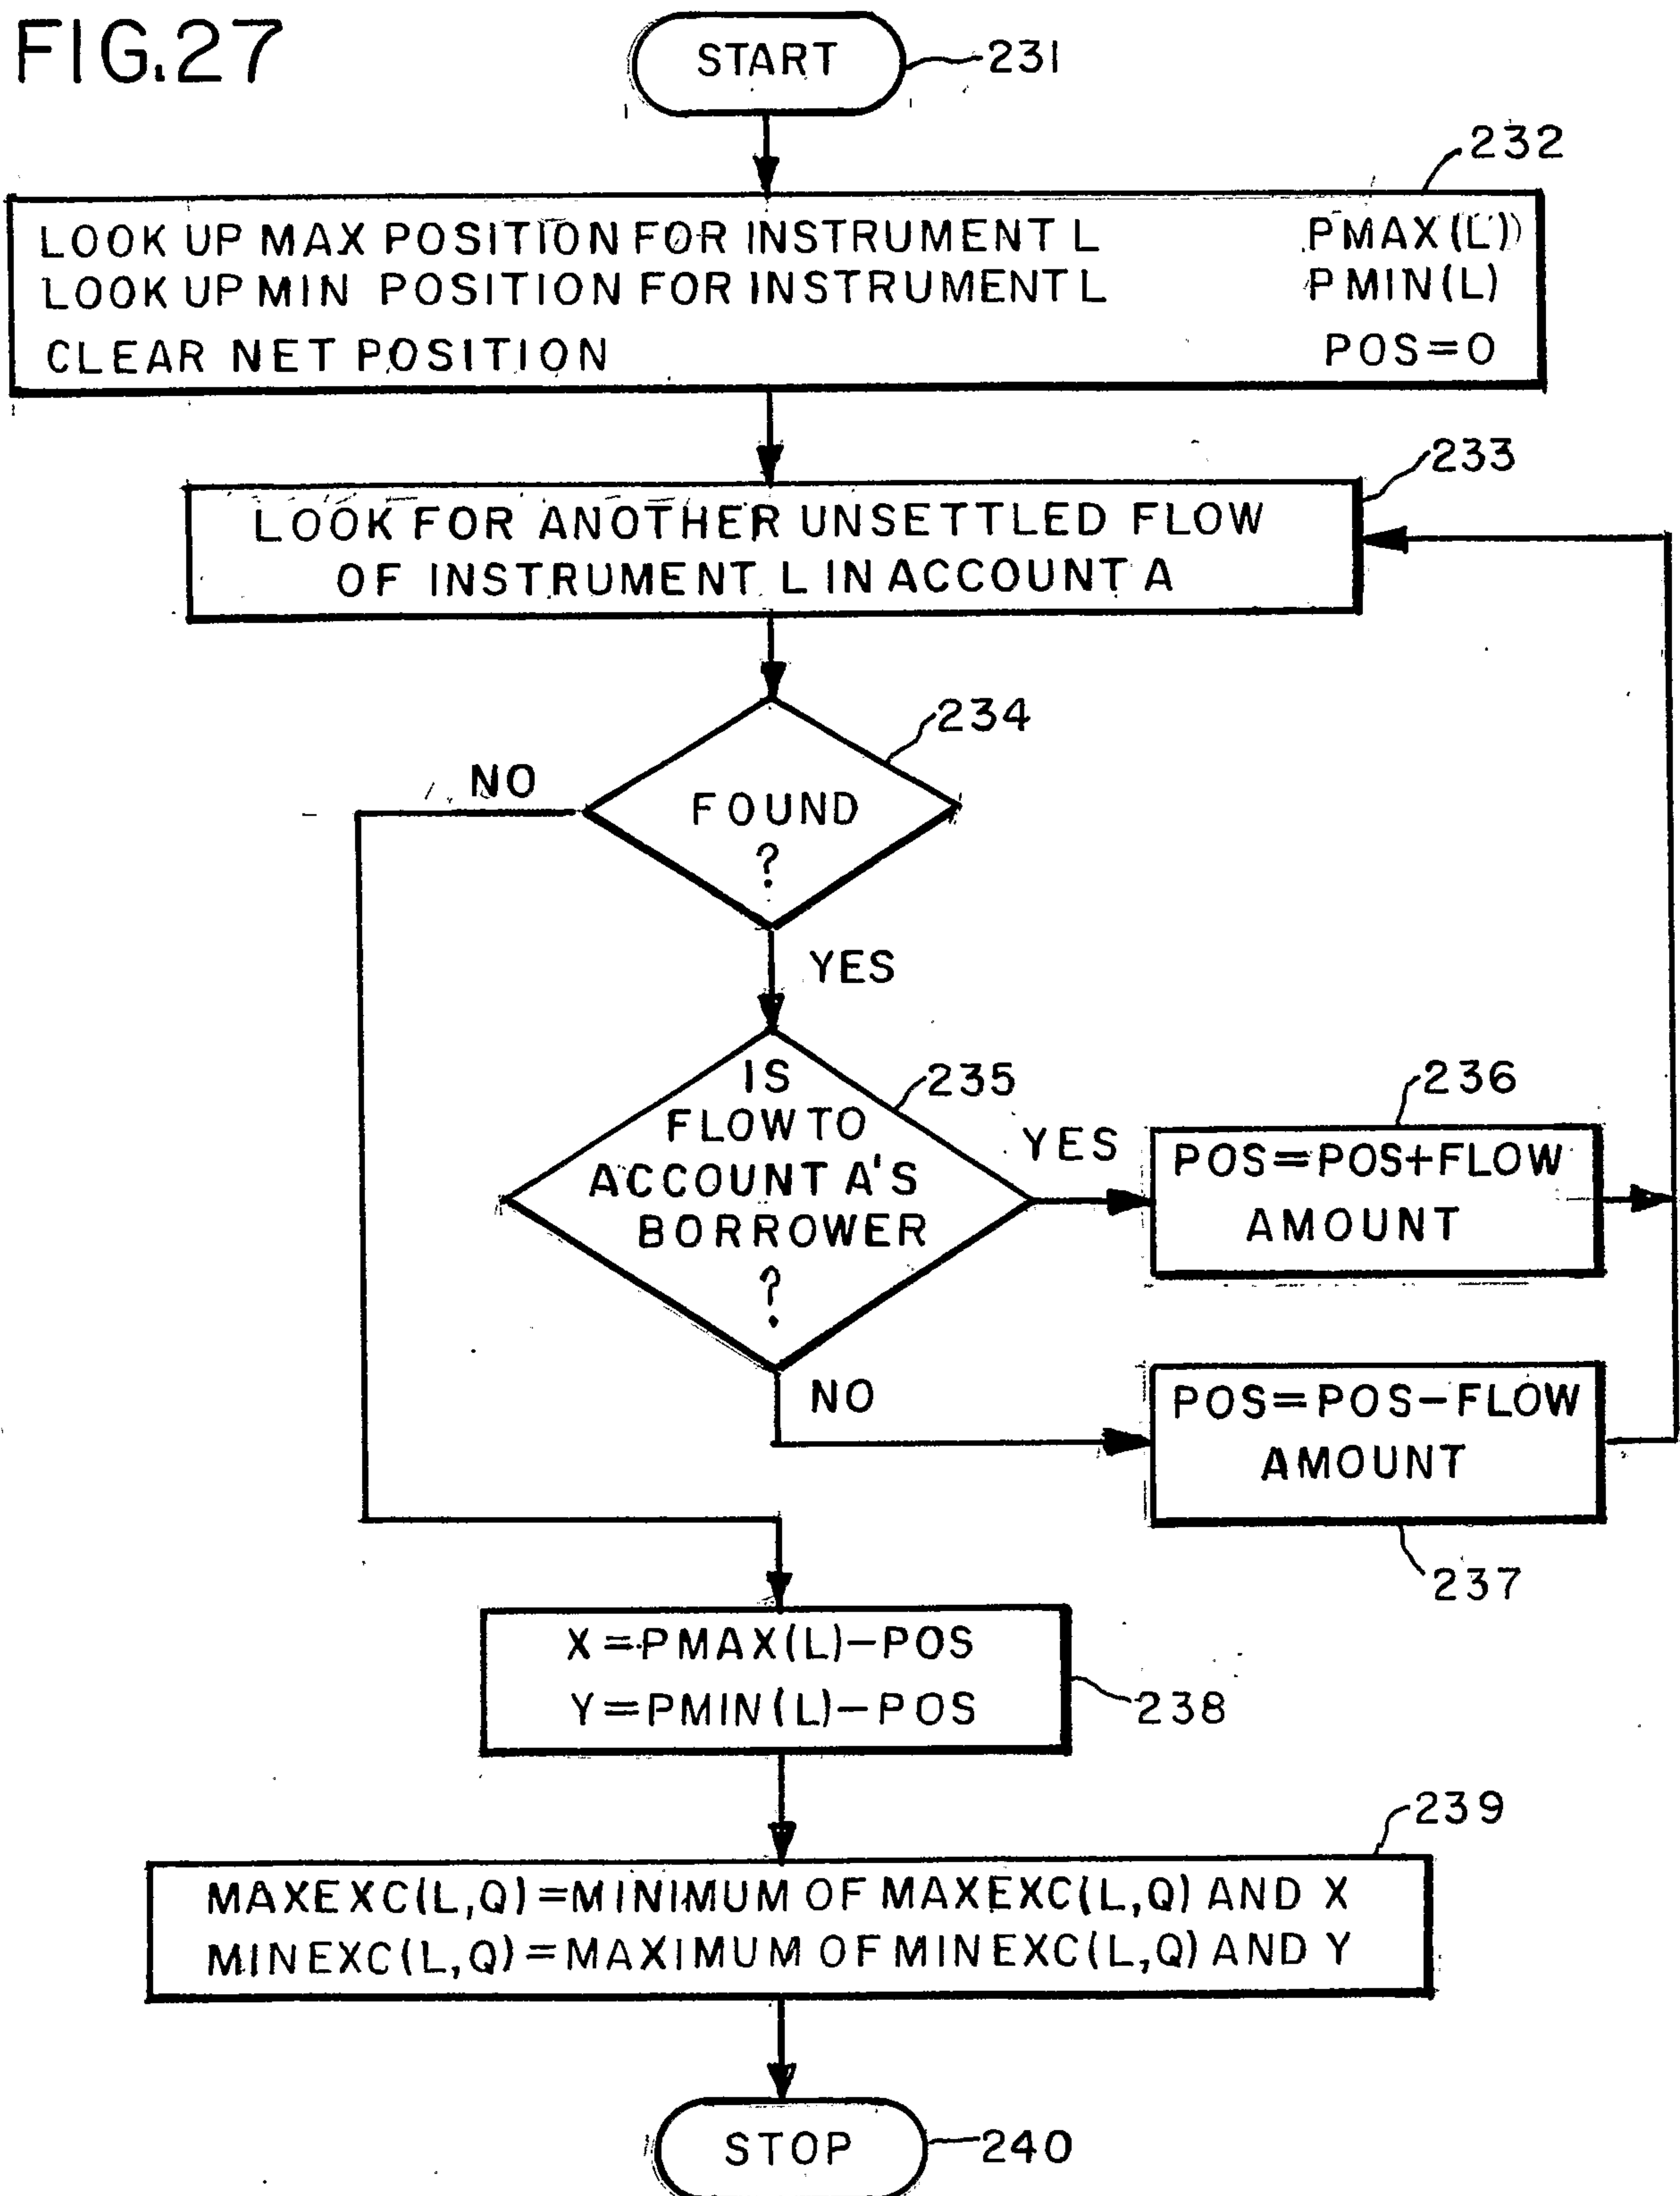 FIG.27
START
231
232
LOOK UP MAX POSITION FOR INSTRUMENT L PMAX(L)
LOOK UP MIN POSITION FOR INSTRUMENT L PMIN(L)
CLEAR NET POSITION POS=0
233
LOOK FOR ANOTHER UNSETTLED FLOW
OF INSTRUMENT L IN ACCOUNT A
234
NO
FOUND
?
YES
235
IS
FLOW TO
ACCOUNT A'S
BORROWER
?
YES
236
POS=POS+FLOW
AMOUNT
NO
POS=POS-FLOW
AMOUNT
237
X=PMAX(L)-POS
Y=PMIN(L)-POS
238
239
MAXEXC(L,Q)=MINIMUM OF MAXEXC(L,Q) AND X
MINEXC(L,Q)=MAXIMUM OF MINEXC(L,Q) AND Y
STOP
240